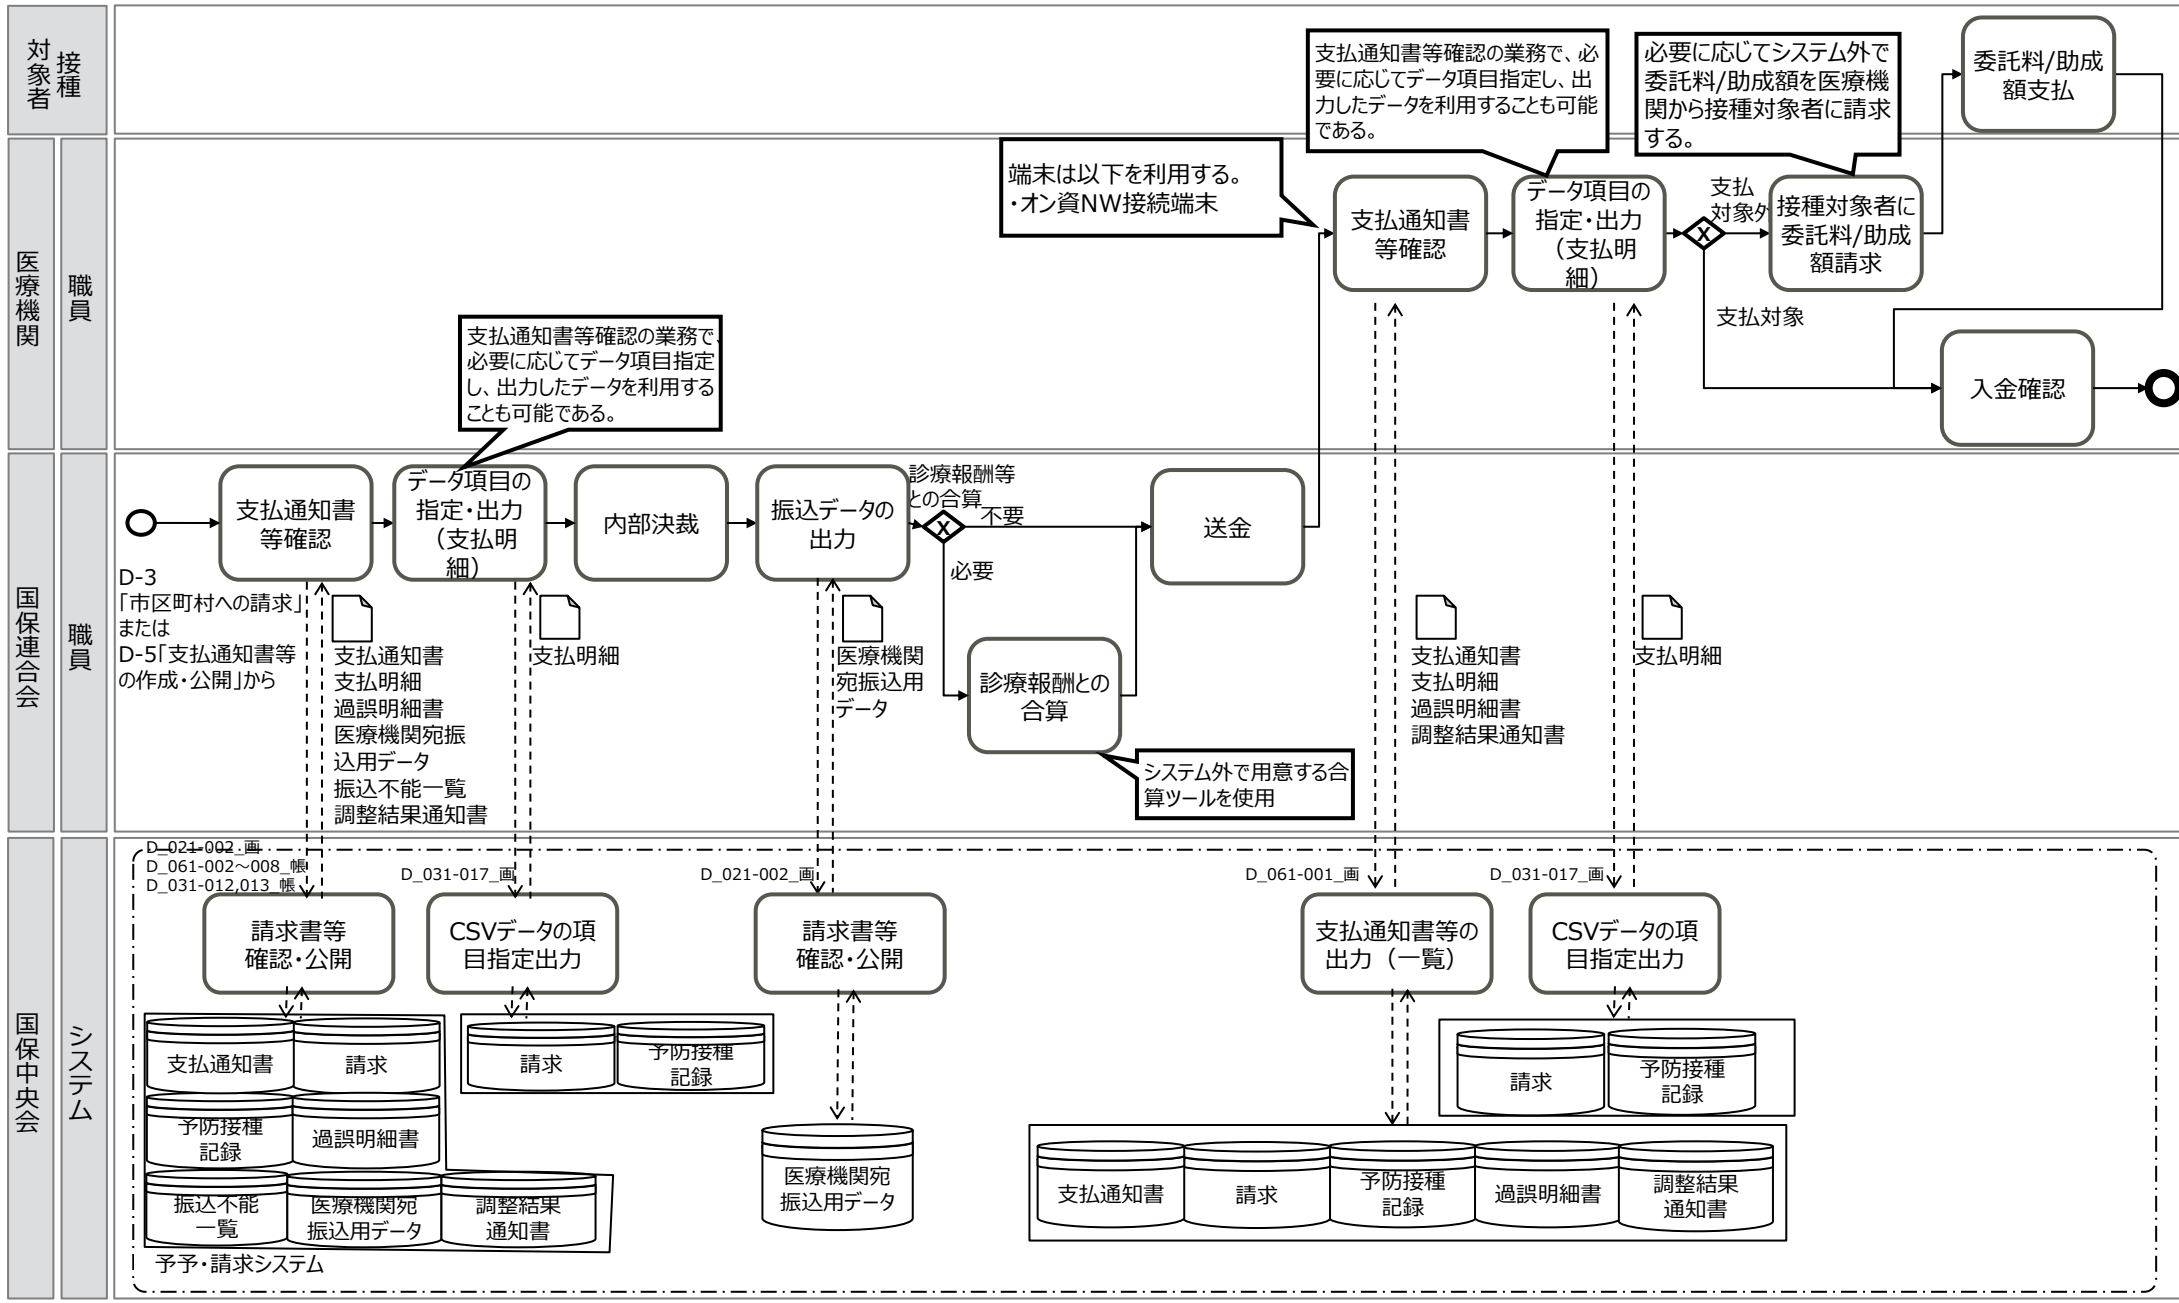 接種
対象者
委託料/助成
額支払
支払通知書等確認の業務で、必
要に応じてデータ項目指定し、出
力したデータを利用することも可能
である。
必要に応じてシステム外で
委託料/助成額を医療機
関から接種対象者に請求
する。
医療機関
職員
端末は以下を利用する。
・オン資NW接続端末
支払通知書
等確認
データ項目の
指定・出力
（支払明
細）
X
支払
対象外
接種対象者に
委託料/助成
額請求
支払対象
入金確認
支払通知書等確認の業務で、
必要に応じてデータ項目指定
し、出力したデータを利用する
ことも可能である。
国保連合会
職員
支払通知書
等確認
データ項目の
指定・出力
（支払明
細）
内部決裁
振込データの
出力
診療報酬等
との合算
X
不要
必要
送金
診療報酬との
合算
システム外で用意する合
算ツールを使用
D-3
「市区町村への請求」
または
D-5「支払通知書等
の作成・公開」から
支払通知書
支払明細
過誤明細書
医療機関宛振
込用データ
振込不能一覧
調整結果通知書
支払明細
医療機関
宛振込用
データ
支払通知書
支払明細
過誤明細書
調整結果通知書
支払明細
国保中央会
システム
D_021-002_画
D_061-002～008_帳
D_031-012,013_帳
D_031-017_画
D_021-002_画
D_061-001_画
D_031-017_画
請求書等
確認・公開
CSVデータの項
目指定出力
請求書等
確認・公開
支払通知書等の
出力（一覧）
CSVデータの項
目指定出力
支払通知書
請求
予防接種
記録
過誤明細書
振込不能
一覧
医療機関宛
振込用データ
調整結果
通知書
請求
予防接種
記録
医療機関宛
振込用データ
請求
予防接種
記録
支払通知書
請求
予防接種
記録
過誤明細書
調整結果
通知書
予予・請求システム